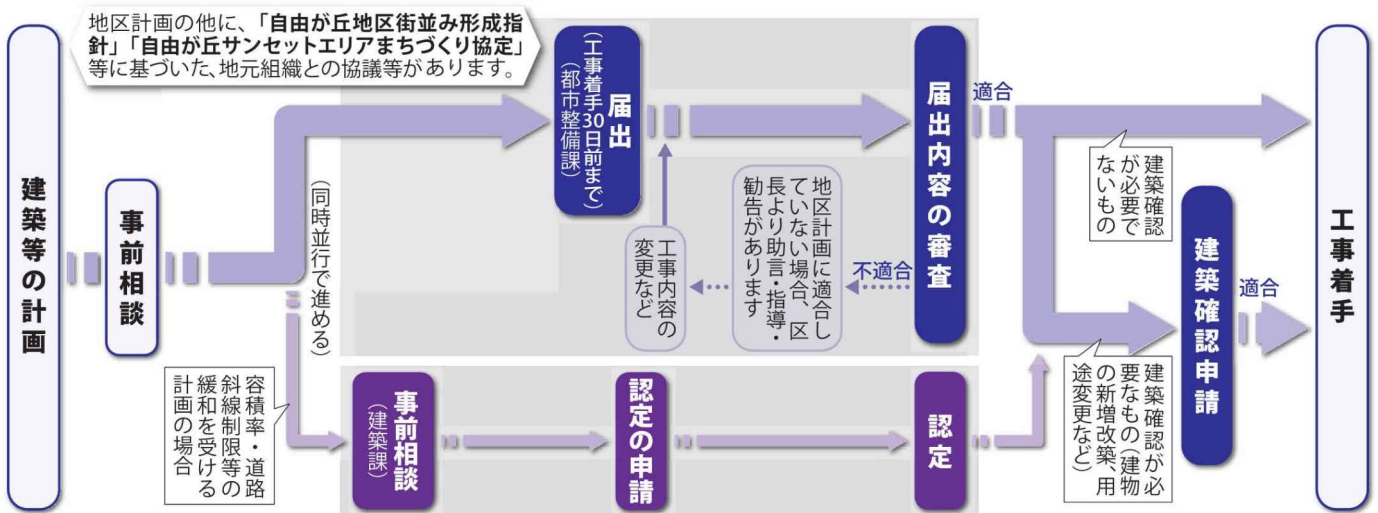 地区計画の他に、「自由が丘地区街並み形成指
針」「自由が丘サンセットエリアまちづくり協定」
等に基づいた、地元組織との協議等があります。
建築等の計画
事前相談
(同時並行で進める)
届出
(工事着手30日前まで)
(都市整備課)
工事内容の
変更など
地区計画に適合し
ていない場合、区
長より助言・指導・
勧告があります
不適合
届出内容の審査
適合
建築確認
が必要で
ないもの
容積率・道路
斜線制限等の
緩和を受ける
計画の場合
事前相談
(建築課)
認定の申請
認定
建築確認が必
要なもの(建物
の新増改築、用
途変更など)
建築確認申請
適合
工事着手